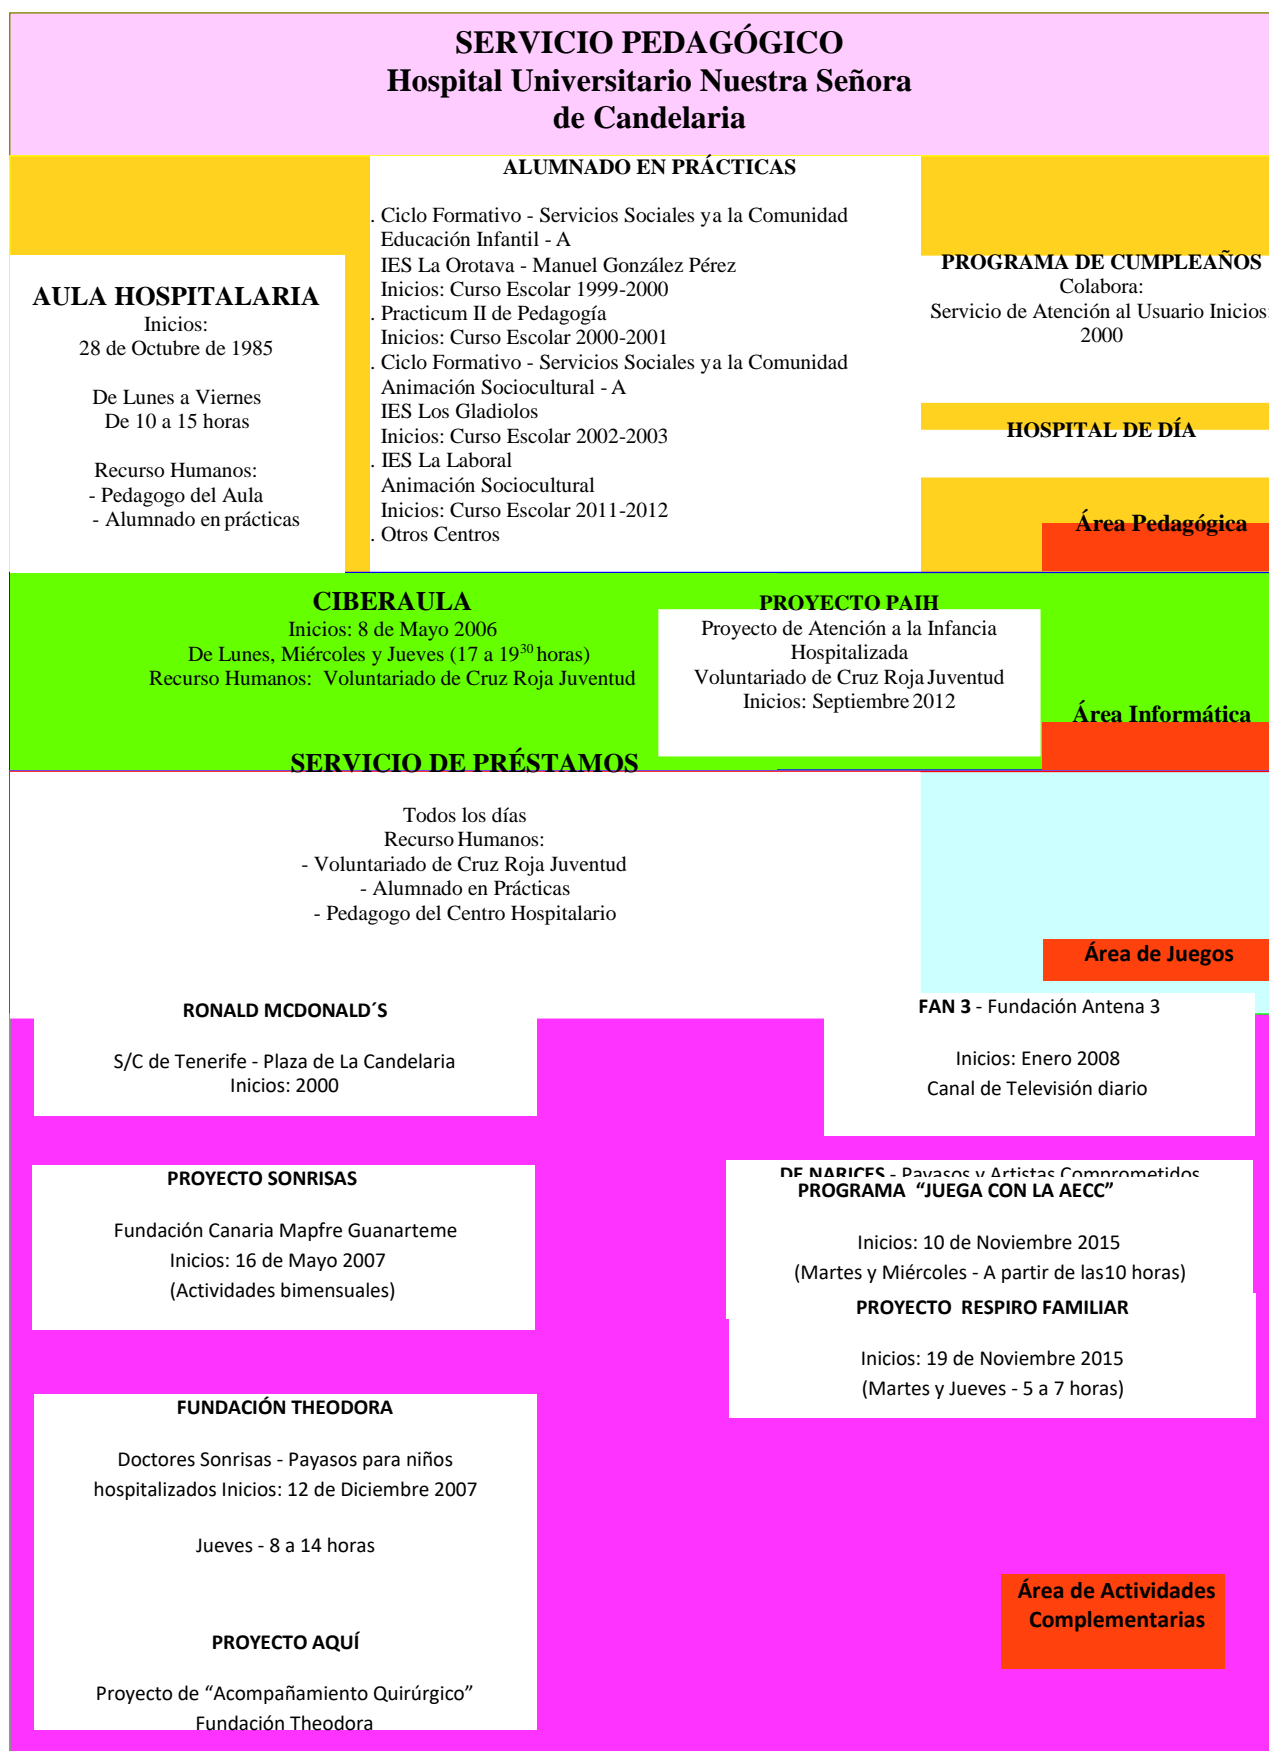 SERVICIO PEDAGÓGICO
Hospital Universitario Nuestra Señora
de Candelaria
AULA HOSPITALARIA
Inicios:
28 de Octubre de 1985
De Lunes a Viernes
De 10 a 15 horas
Recurso Humanos:
- Pedagogo del Aula
- Alumnado en prácticas
ALUMNADO EN PRÁCTICAS
. Ciclo Formativo - Servicios Sociales ya la Comunidad
Educación Infantil - A
IES La Orotava - Manuel González Pérez
Inicios: Curso Escolar 1999-2000
. Practicum II de Pedagogía
Inicios: Curso Escolar 2000-2001
. Ciclo Formativo - Servicios Sociales ya la Comunidad
Animación Sociocultural - A
IES Los Gladiolos
Inicios: Curso Escolar 2002-2003
. IES La Laboral
Animación Sociocultural
Inicios: Curso Escolar 2011-2012
. Otros Centros
PROGRAMA DE CUMPLEAÑOS
Colabora:
Servicio de Atención al Usuario Inicios:
2000
HOSPITAL DE DÍA
Área Pedagógica
CIBERAULA
Inicios: 8 de Mayo 2006
De Lunes, Miércoles y Jueves (17 a 19³⁰ horas)
Recurso Humanos: Voluntariado de Cruz Roja Juventud
PROYECTO PAIH
Proyecto de Atención a la Infancia
Hospitalizada
Voluntariado de Cruz Roja Juventud
Inicios: Septiembre 2012
Área Informática
SERVICIO DE PRÉSTAMOS
Todos los días
Recurso Humanos:
- Voluntariado de Cruz Roja Juventud
- Alumnado en Prácticas
- Pedagogo del Centro Hospitalario
Área de Juegos
RONALD MCDONALD´S
S/C de Tenerife - Plaza de La Candelaria
Inicios: 2000
FAN 3 - Fundación Antena 3
Inicios: Enero 2008
Canal de Televisión diario
PROYECTO SONRISAS
Fundación Canaria Mapfre Guanarteme
Inicios: 16 de Mayo 2007
(Actividades bimensuales)
DE NARICES - Payasos y Artistas Comprometidos
PROGRAMA “JUEGA CON LA AECC”
Inicios: 10 de Noviembre 2015
(Martes y Miércoles - A partir de las10 horas)
PROYECTO RESPIRO FAMILIAR
Inicios: 19 de Noviembre 2015
(Martes y Jueves - 5 a 7 horas)
FUNDACIÓN THEODORA
Doctores Sonrisas - Payasos para niños
hospitalizados Inicios: 12 de Diciembre 2007
Jueves - 8 a 14 horas
PROYECTO AQUÍ
Proyecto de “Acompañamiento Quirúrgico”
Fundación Theodora
Área de Actividades
Complementarias